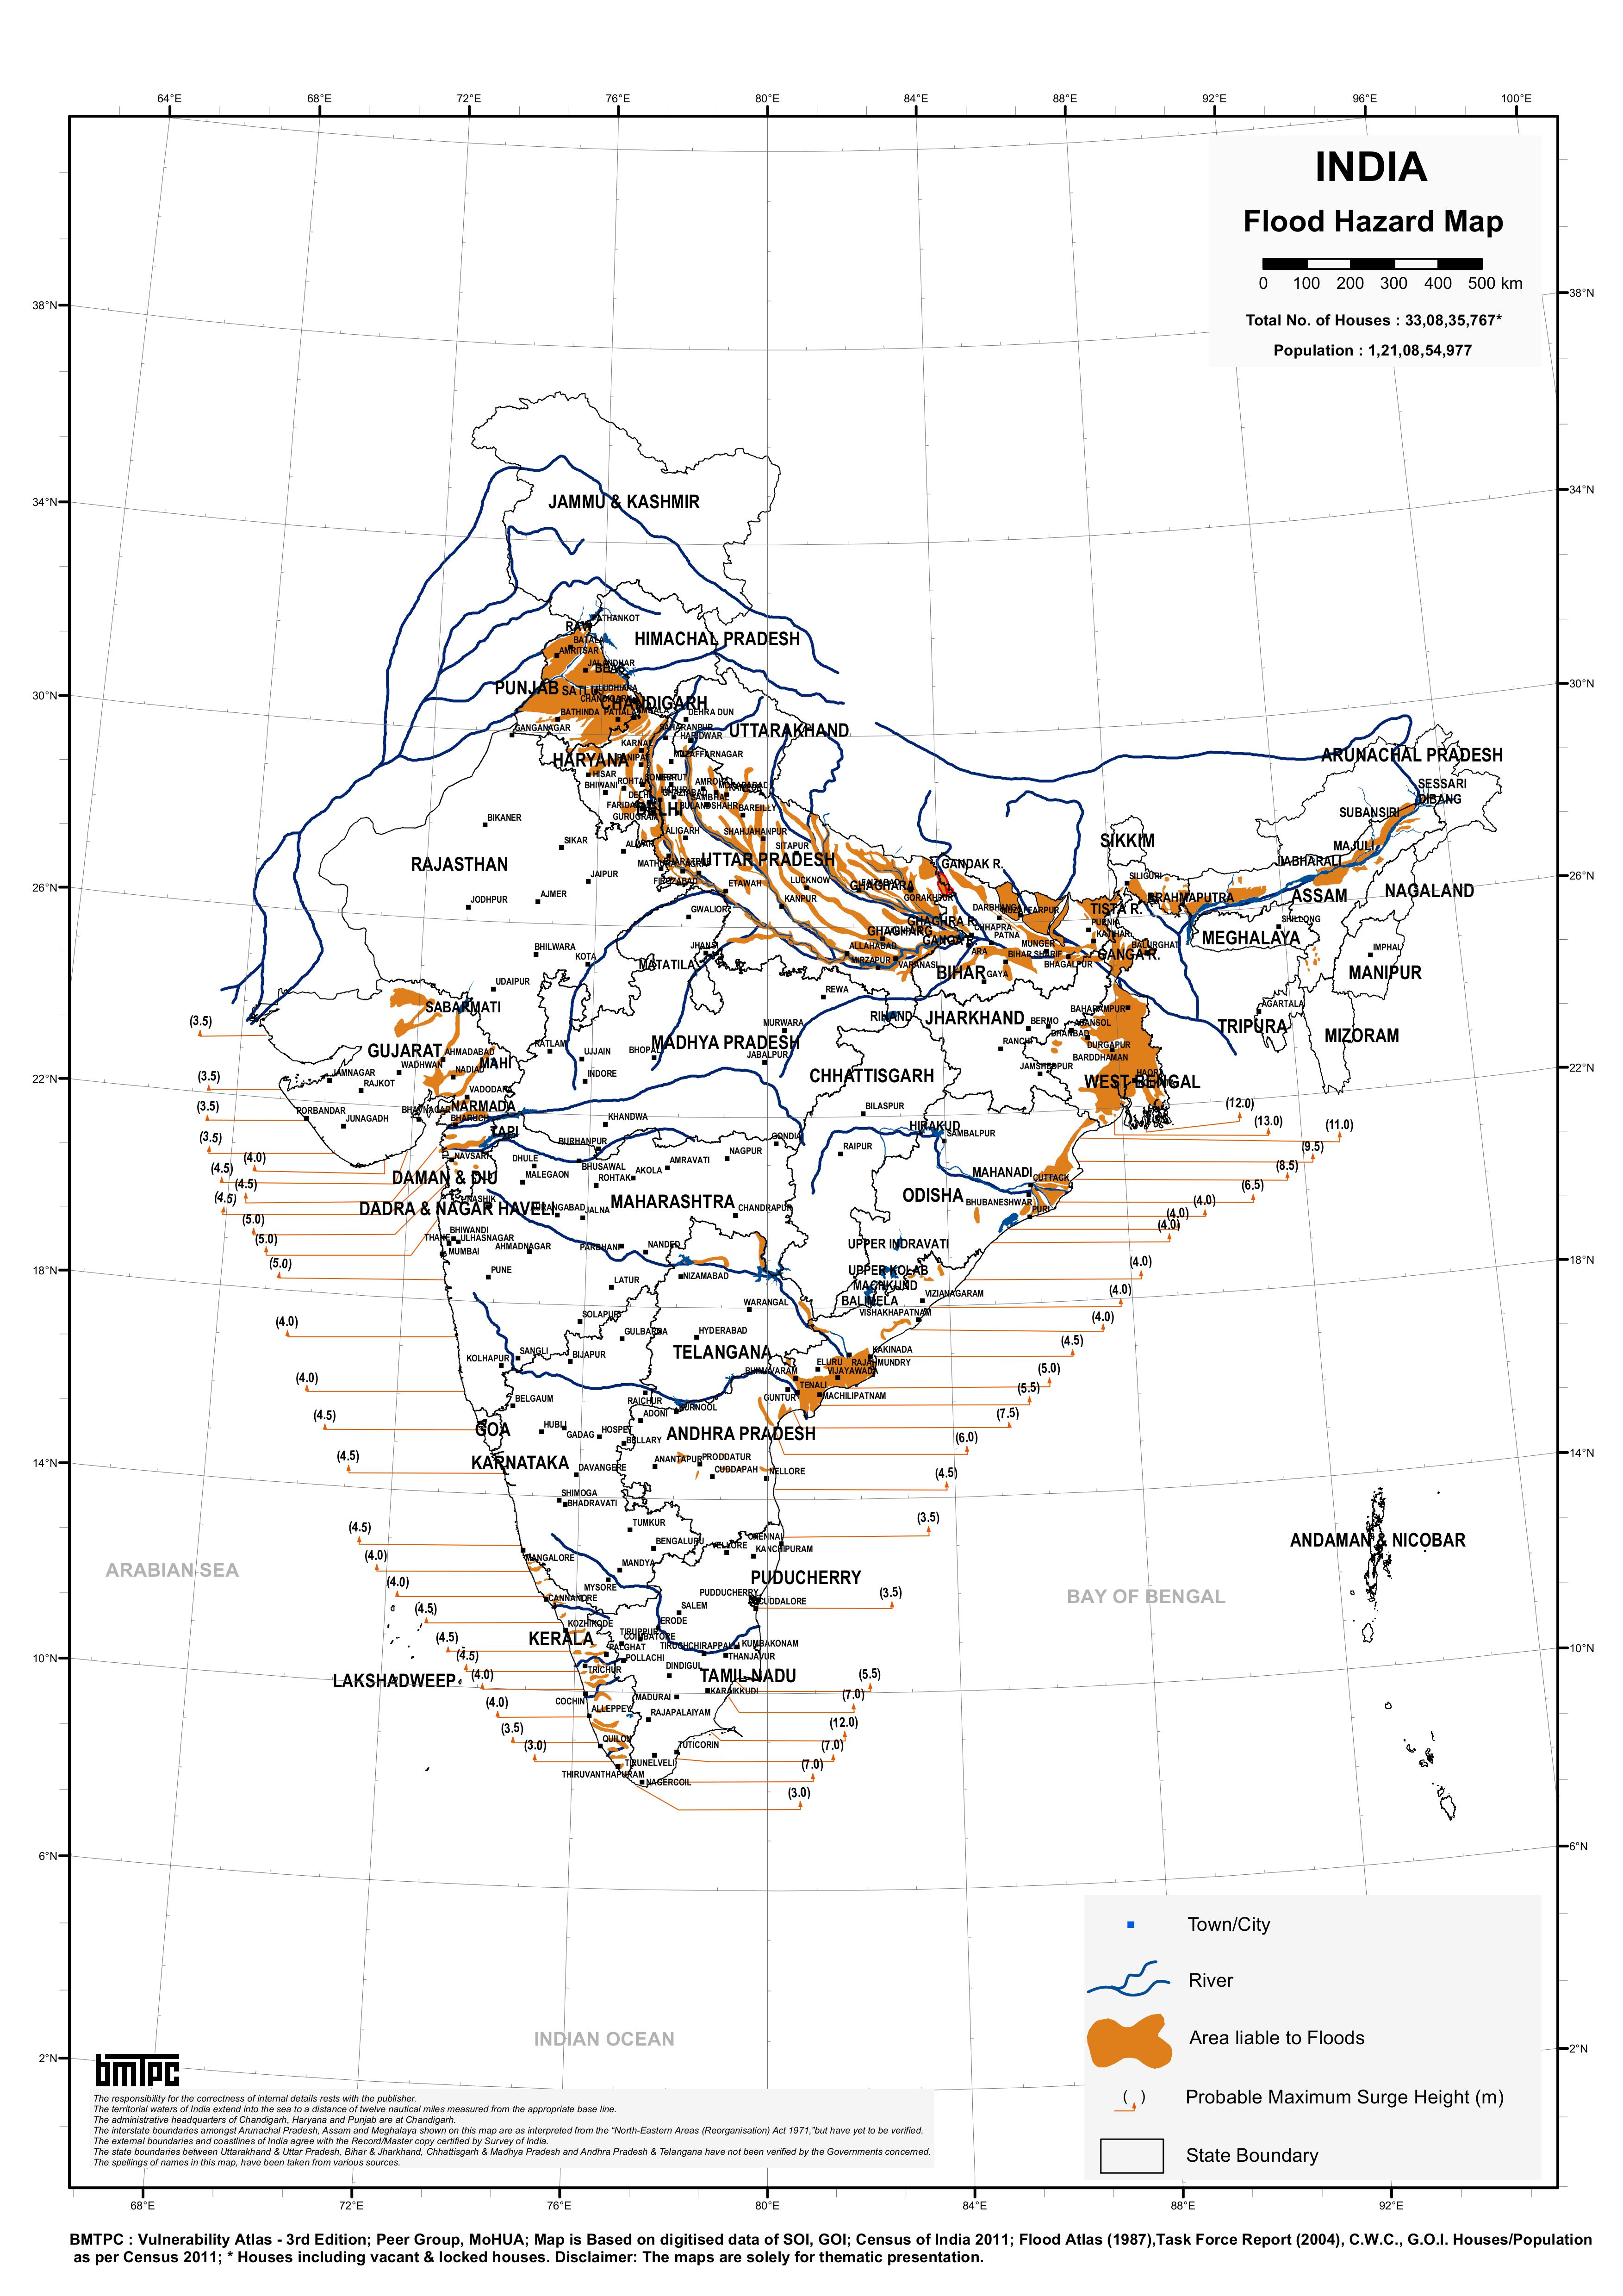 64°E 68°E 72°E 76°E 80°E 84°E 88°E 92°E 96°E 100°E
INDIA
Flood Hazard Map
0 100 200 300 400 500 km
Total No. of Houses : 33,08,35,767*
Population : 1,21,08,54,977
38°N
38°N
34°N
34°N
30°N
30°N
26°N
26°N
22°N
22°N
18°N
18°N
14°N
14°N
10°N
10°N
6°N
6°N
2°N
2°N
JAMMU & KASHMIR
HIMACHAL PRADESH
BATALA
AMRITSAR
JALANDHAR
PUNJAB
CHANDIGARH
BATHINDA
GANGANAGAR
DEHRA DUN
HARIDWAR
UTTARAKHAND
KARNAL
HARYANA
MUZAFFARNAGAR
HISAR
BHIWANI
DELHI
GURUGRAM
BULANDSHAHR
BAREILLY
ALIGARH
SHAHJAHANPUR
SITAPUR
UTTAR PRADESH
FIROZABAD
ETAWAH
LUCKNOW
KANPUR
GORAKHPUR
GHAGHARA
GANDAK R.
GHAGHRA R.
ALLAHABAD
MIRZAPUR
VARANASI
BIKANER
SIKAR
ALWAR
RAJASTHAN
JAIPUR
AJMER
JODHPUR
GWALIOR
JHANSI
MATATILA
BHILWARA
KOTA
UDAIPUR
ARUNACHAL PRADESH
SESSARI
DIBANG
SUBANSIRI
MAJULI
JIABHARALI
SIKKIM
SILIGURI
BRAHMAPUTRA
ASSAM
NAGALAND
SHILLONG
MEGHALAYA
IMPHAL
MANIPUR
AGARTALA
TRIPURA
MIZORAM
TISTA R.
PURNIA
KATIHAR
BALURGHAT
GANGA R.
DARBHANGA
MUZAFFARPUR
CHHAPRA
PATNA
ARA
MUNGER
BIHAR SHARIF
BHAGALPUR
BIHAR
GAYA
REWA
RIHAND
JHARKHAND
BERMO
ASANSOL
DHANBAD
RANCHI
BAHARAMPUR
DURGAPUR
BARDDHAMAN
JAMSHEDPUR
HAORA
WEST BENGAL
SABARMATI
GUJARAT
AHMADABAD
WADHWAN
MAHI
NADIAD
JAMNAGAR
RAJKOT
VADODARA
PORBANDAR
JUNAGADH
BHAVNAGAR
NARMADA
BHARUCH
TAPI
NAVSARI
RATLAM
UJJAIN
INDORE
BHOPAL
MURWARA
MADHYA PRADESH
JABALPUR
CHHATTISGARH
BILASPUR
KHANDWA
BURHANPUR
GONDIA
RAIPUR
HIRAKUD
SAMBALPUR
NAGPUR
DHULE
BHUSAWAL
AMRAVATI
AKOLA
MALEGAON
ROHTAK
DAMAN & DIU
MAHANADI
CUTTACK
ODISHA
BHUBANESHWAR
PURI
DADRA & NAGAR HAVELI
NASHIK
AURANGABAD
JALNA
MAHARASHTRA
CHANDRAPUR
BHIWANDI
THANE
ULHASNAGAR
MUMBAI
AHMADNAGAR
PARBHANI
NANDED
PUNE
NIZAMABAD
LATUR
WARANGAL
UPPER INDRAVATI
UPPER KOLAB
MACHKUND
BALIMELA
VIZIANAGARAM
VISHAKHAPATNAM
SOLAPUR
GULBARGA
HYDERABAD
TELANGANA
KOLHAPUR
SANGLI
BIJAPUR
KAKINADA
ELURU
RAJAHMUNDRY
BHIMAVARAM
VIJAYAWADA
TENALI
GUNTUR
MACHILIPATNAM
BELGAUM
RAICHUR
KURNOOL
ADONI
GOA
HUBLI
GADAG
HOSPET
BELLARY
ANDHRA PRADESH
KARNATAKA
DAVANGERE
ANANTAPUR
PRODDATUR
CUDDAPAH
NELLORE
SHIMOGA
BHADRAVATI
TUMKUR
BENGALURU
CHENNAI
VELLORE
KANCHIPURAM
MANGALORE
MANDYA
MYSORE
PUDUCHERRY
PUDDUCHERRY
CUDDALORE
CANNANORE
SALEM
KOZHIKODE
ERODE
TIRUPPUR
COIMBATORE
KERALA
PALGHAT
TIRUCHCHIRAPPALLI
KUMBAKONAM
POLLACHI
THANJAVUR
TRICHUR
DINDIGUL
TAMIL NADU
KARAIKKUDI
COCHIN
MADURAI
ALLEPPEY
RAJAPALAIYAM
QUILON
TUTICORIN
TIRUNELVELI
THIRUVANTHAPURAM
NAGERCOIL
LAKSHADWEEP
ARABIAN SEA
BAY OF BENGAL
ANDAMAN & NICOBAR
INDIAN OCEAN
(3.5)
(3.5)
(3.5)
(3.5)
(4.0)
(4.5)
(4.5)
(4.5)
(5.0)
(5.0)
(5.0)
(4.0)
(4.0)
(4.5)
(4.5)
(4.5)
(4.0)
(4.0)
(4.5)
(4.5)
(4.5)
(4.0)
(4.0)
(3.5)
(3.0)
(12.0)
(13.0)
(11.0)
(9.5)
(8.5)
(6.5)
(4.0)
(4.0)
(4.0)
(4.0)
(4.0)
(4.0)
(4.5)
(5.0)
(5.5)
(7.5)
(6.0)
(4.5)
(3.5)
(3.5)
(5.5)
(7.0)
(12.0)
(7.0)
(7.0)
(3.0)
Town/City
River
Area liable to Floods
( ) Probable Maximum Surge Height (m)
State Boundary
bmTPC
The responsibility for the correctness of internal details rests with the publisher.
The territorial waters of India extend into the sea to a distance of twelve nautical miles measured from the appropriate base line.
The administrative headquarters of Chandigarh, Haryana and Punjab are at Chandigarh.
The interstate boundaries amongst Arunachal Pradesh, Assam and Meghalaya shown on this map are as interpreted from the "North-Eastern Areas (Reorganisation) Act 1971,"but have yet to be verified.
The external boundaries and coastlines of India agree with the Record/Master copy certified by Survey of India.
The state boundaries between Uttarakhand & Uttar Pradesh, Bihar & Jharkhand, Chhattisgarh & Madhya Pradesh and Andhra Pradesh & Telangana have not been verified by the Governments concerned.
The spellings of names in this map, have been taken from various sources.
68°E 72°E 76°E 80°E 84°E 88°E 92°E
BMTPC : Vulnerability Atlas - 3rd Edition; Peer Group, MoHUA; Map is Based on digitised data of SOI, GOI; Census of India 2011; Flood Atlas (1987),Task Force Report (2004), C.W.C., G.O.I. Houses/Population
as per Census 2011; * Houses including vacant & locked houses. Disclaimer: The maps are solely for thematic presentation.